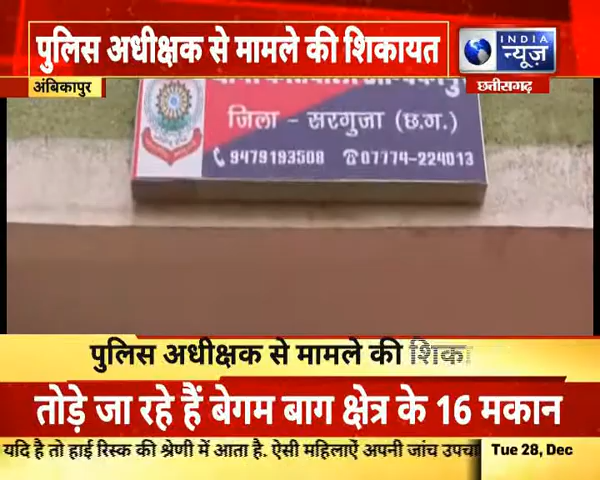 पुलिस अधीक्षक से मामले की शिकायत
INDIA
न्यूज़
छत्तीसगढ़
अंबिकापुर
जिला - सरगुजा (छ.ग.)
9479193508 07774-224013
पुलिस अधीक्षक से मामले की शिका
तोड़े जा रहे हैं बेगम बाग क्षेत्र के 16 मकान
यदि है तो हाई रिस्क की श्रेणी में आता है. ऐसी महिलाऐं अपनी जांच उपचा
Tue 28, Dec